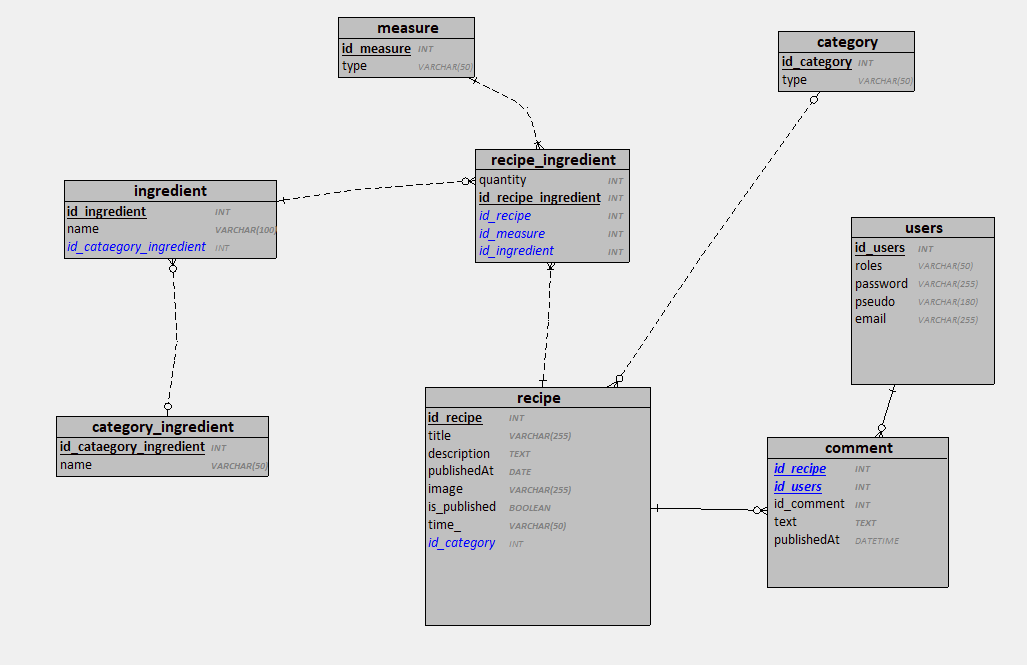 measure
id_measure INT
type VARCHAR(50)
category
id_category INT
type VARCHAR(50)
recipe_ingredient
quantity INT
id_recipe_ingredient INT
id_recipe INT
id_measure INT
id_ingredient INT
ingredient
id_ingredient INT
name VARCHAR(100)
id_cataegory_ingredient INT
users
id_users INT
roles VARCHAR(50)
password VARCHAR(255)
pseudo VARCHAR(180)
email VARCHAR(255)
category_ingredient
id_cataegory_ingredient INT
name VARCHAR(50)
recipe
id_recipe INT
title VARCHAR(255)
description TEXT
publishedAt DATE
image VARCHAR(255)
is_published BOOLEAN
time_ VARCHAR(50)
id_category INT
comment
id_recipe INT
id_users INT
id_comment INT
text TEXT
publishedAt DATETIME